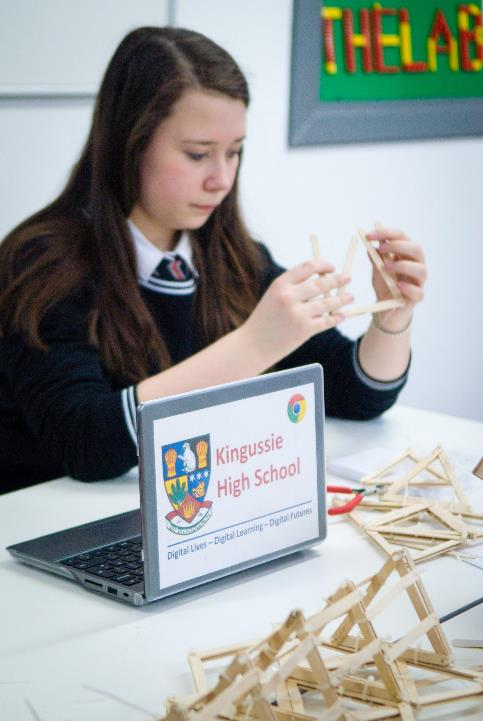 THELAB
Kingussie
High School
Digital Lives – Digital Learning – Digital Futures